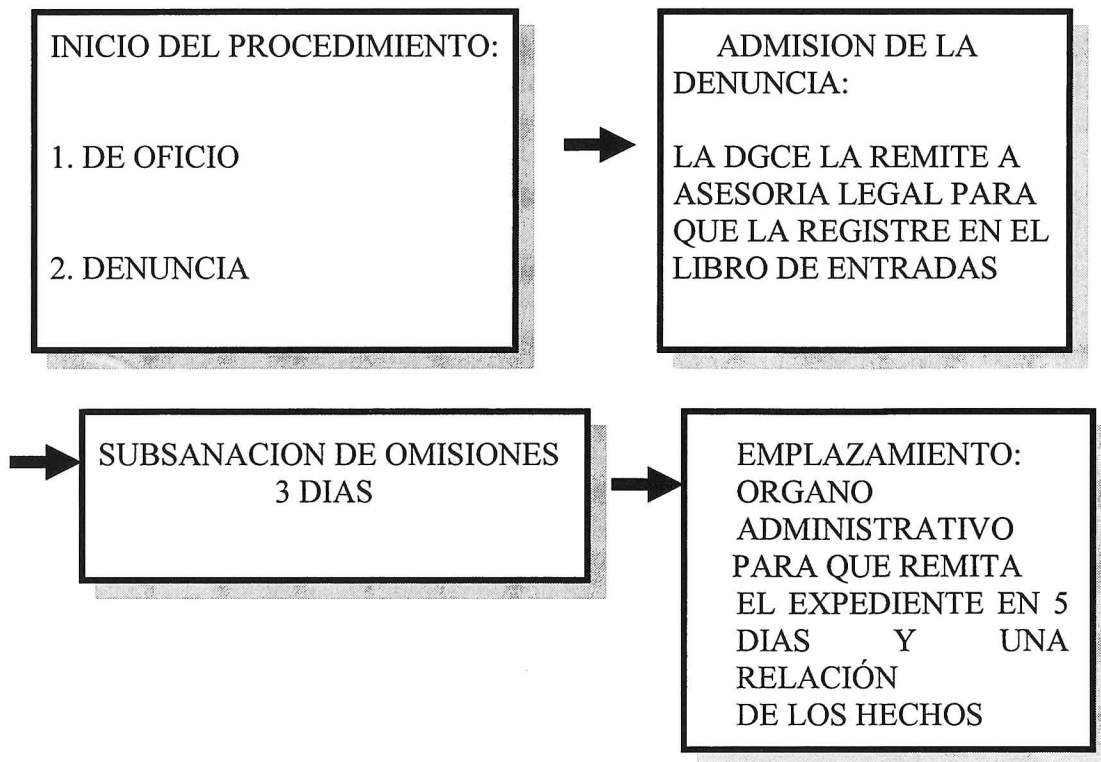 INICIO DEL PROCEDIMIENTO:
1. DE OFICIO
2. DENUNCIA
ADMISION DE LA
DENUNCIA:
LA DGCE LA REMITE A
ASESORIA LEGAL PARA
QUE LA REGISTRE EN EL
LIBRO DE ENTRADAS
SUBSANACION DE OMISIONES
3 DIAS
EMPLAZAMIENTO:
ORGANO
ADMINISTRATIVO
PARA QUE REMITA
EL EXPEDIENTE EN 5
DIAS Y UNA
RELACIÓN
DE LOS HECHOS